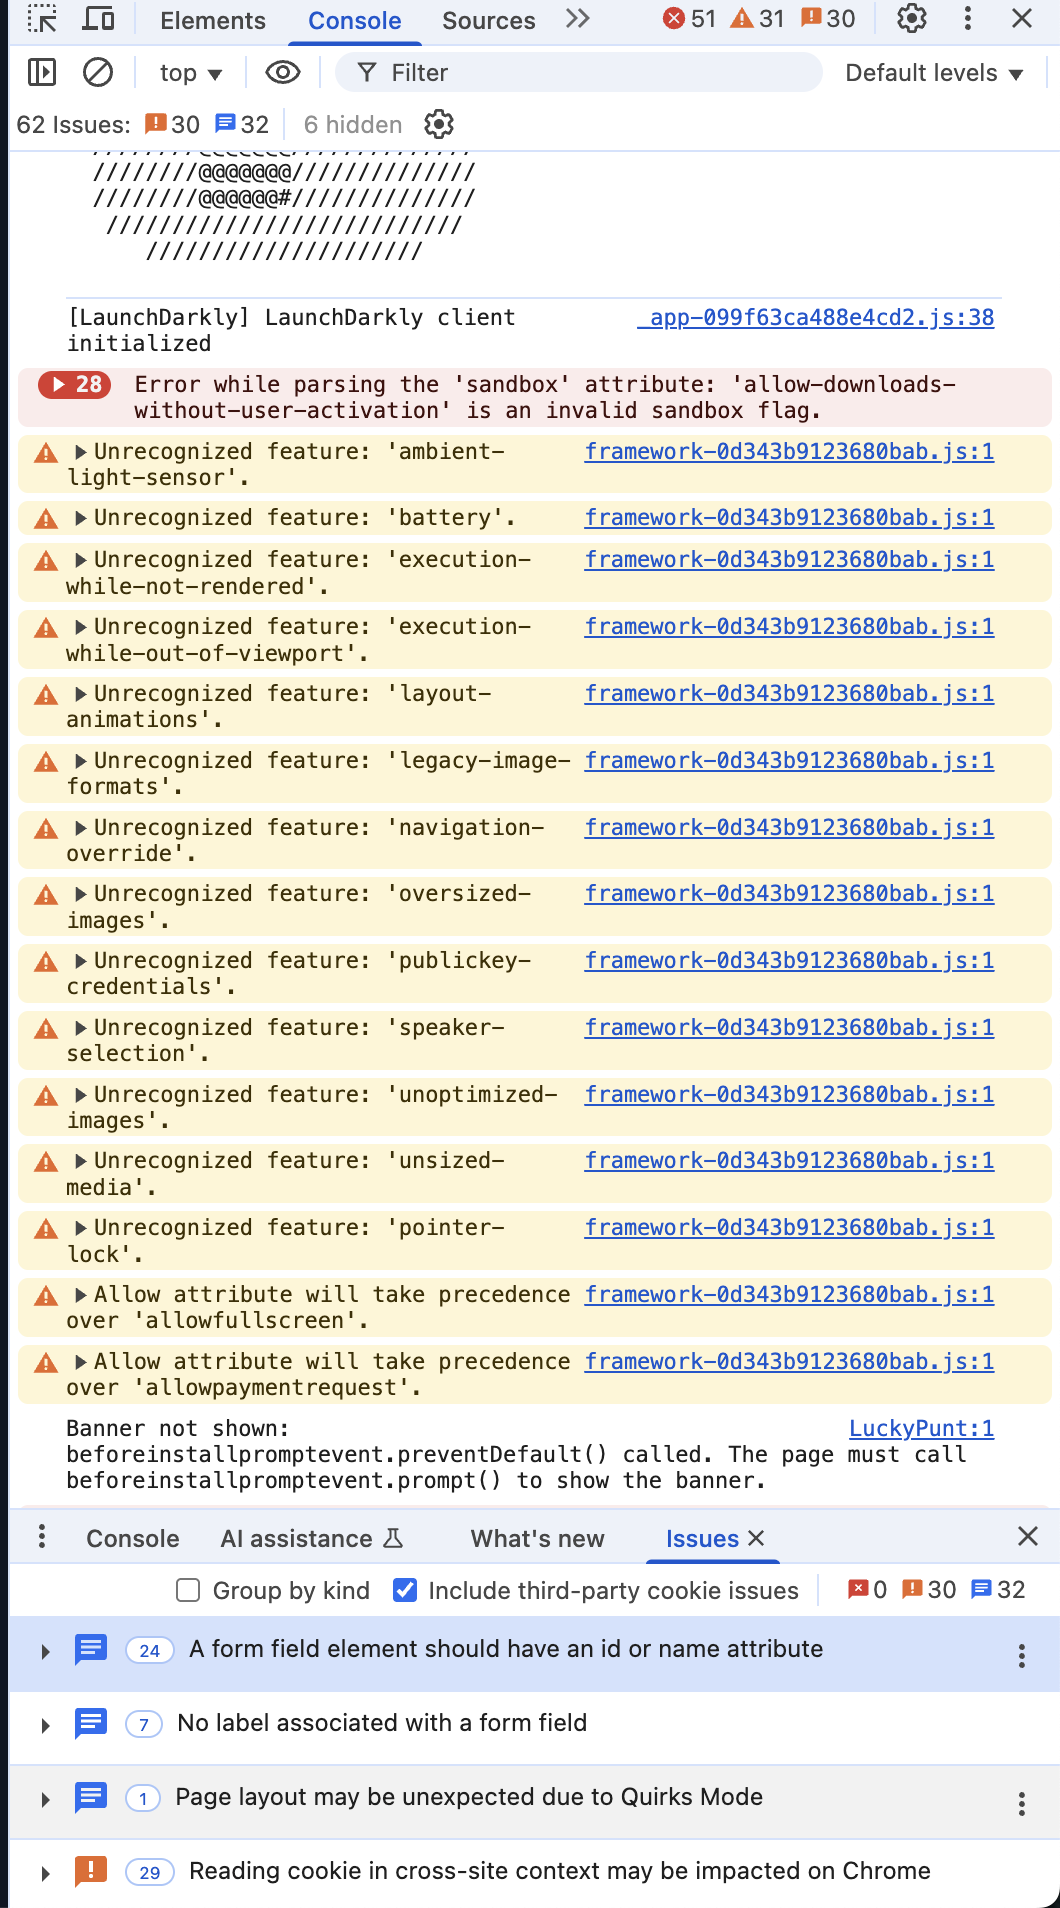 Elements Console Sources 51 31 30
top Filter Default levels
62 Issues: 30 32 6 hidden
////////@@@@@@@//////////////
////////@@@@@@#//////////////
///////////////////////////
/////////////////////
[LaunchDarkly] LaunchDarkly client _app-099f63ca488e4cd2.js:38
initialized
28 Error while parsing the 'sandbox' attribute: 'allow-downloads-
without-user-activation' is an invalid sandbox flag.
Unrecognized feature: 'ambient- framework-0d343b9123680bab.js:1
light-sensor'.
Unrecognized feature: 'battery'. framework-0d343b9123680bab.js:1
Unrecognized feature: 'execution- framework-0d343b9123680bab.js:1
while-not-rendered'.
Unrecognized feature: 'execution- framework-0d343b9123680bab.js:1
while-out-of-viewport'.
Unrecognized feature: 'layout- framework-0d343b9123680bab.js:1
animations'.
Unrecognized feature: 'legacy-image- framework-0d343b9123680bab.js:1
formats'.
Unrecognized feature: 'navigation- framework-0d343b9123680bab.js:1
override'.
Unrecognized feature: 'oversized- framework-0d343b9123680bab.js:1
images'.
Unrecognized feature: 'publickey- framework-0d343b9123680bab.js:1
credentials'.
Unrecognized feature: 'speaker- framework-0d343b9123680bab.js:1
selection'.
Unrecognized feature: 'unoptimized- framework-0d343b9123680bab.js:1
images'.
Unrecognized feature: 'unsized- framework-0d343b9123680bab.js:1
media'.
Unrecognized feature: 'pointer- framework-0d343b9123680bab.js:1
lock'.
Allow attribute will take precedence framework-0d343b9123680bab.js:1
over 'allowfullscreen'.
Allow attribute will take precedence framework-0d343b9123680bab.js:1
over 'allowpaymentrequest'.
Banner not shown: LuckyPunt:1
beforeinstallpromptevent.preventDefault() called. The page must call
beforeinstallpromptevent.prompt() to show the banner.
Console AI assistance What's new Issues
Group by kind Include third-party cookie issues 0 30 32
24 A form field element should have an id or name attribute
7 No label associated with a form field
1 Page layout may be unexpected due to Quirks Mode
29 Reading cookie in cross-site context may be impacted on Chrome